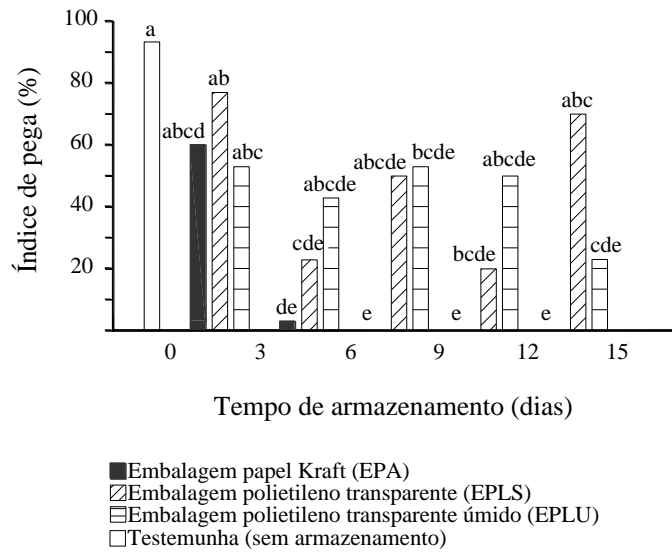 Índice de pega (%)
100
80
60
40
20
a
abcd
ab
abc
de
cde
abcde
e
abcde
bcde
e
bcde
abcde
e
abc
cde
0 3 6 9 12 15
Tempo de armazenamento (dias)
Embalagem papel Kraft (EPA)
Embalagem polietileno transparente (EPLS)
Embalagem polietileno transparente úmido (EPLU)
Testemunha (sem armazenamento)